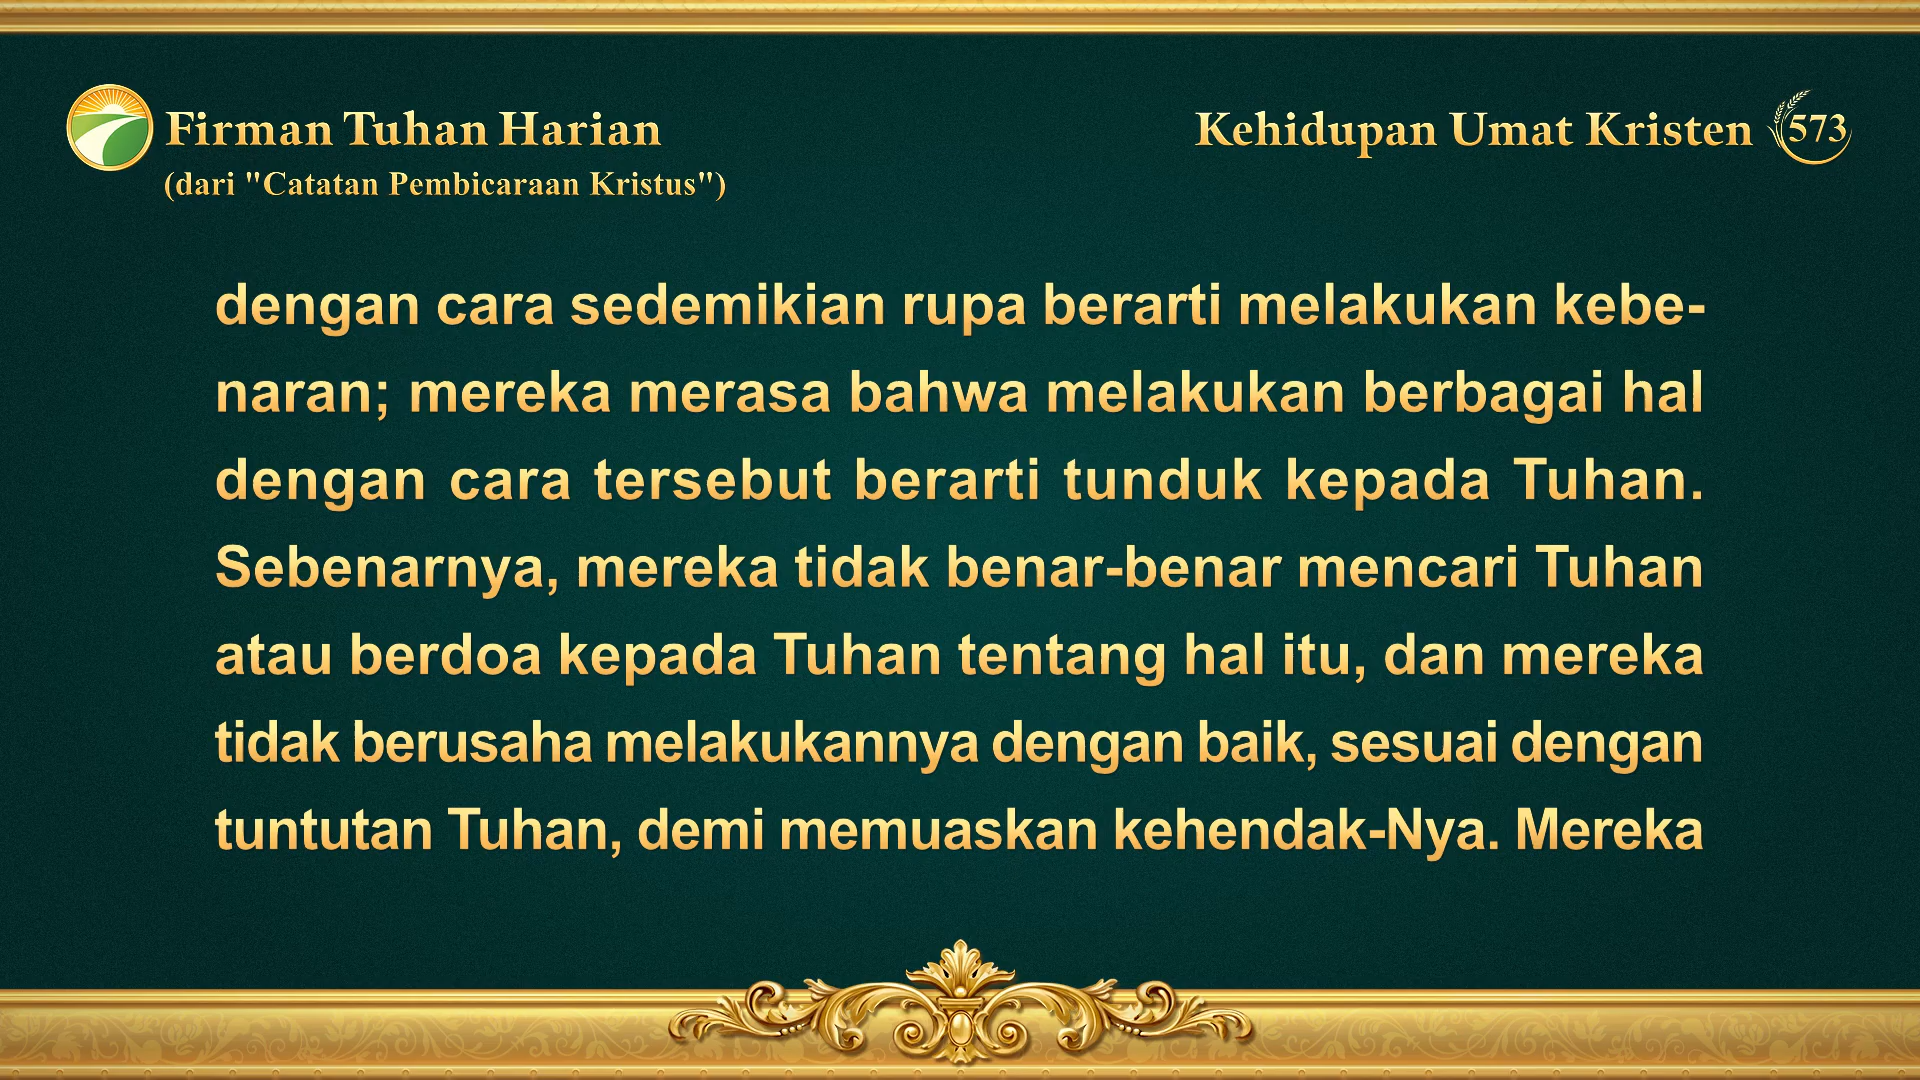 Firman Tuhan Harian
(dari "Catatan Pembicaraan Kristus")
Kehidupan Umat Kristen 573
dengan cara sedemikian rupa berarti melakukan kebe-
naran; mereka merasa bahwa melakukan berbagai hal
dengan cara tersebut berarti tunduk kepada Tuhan.
Sebenarnya, mereka tidak benar-benar mencari Tuhan
atau berdoa kepada Tuhan tentang hal itu, dan mereka
tidak berusaha melakukannya dengan baik, sesuai dengan
tuntutan Tuhan, demi memuaskan kehendak-Nya. Mereka